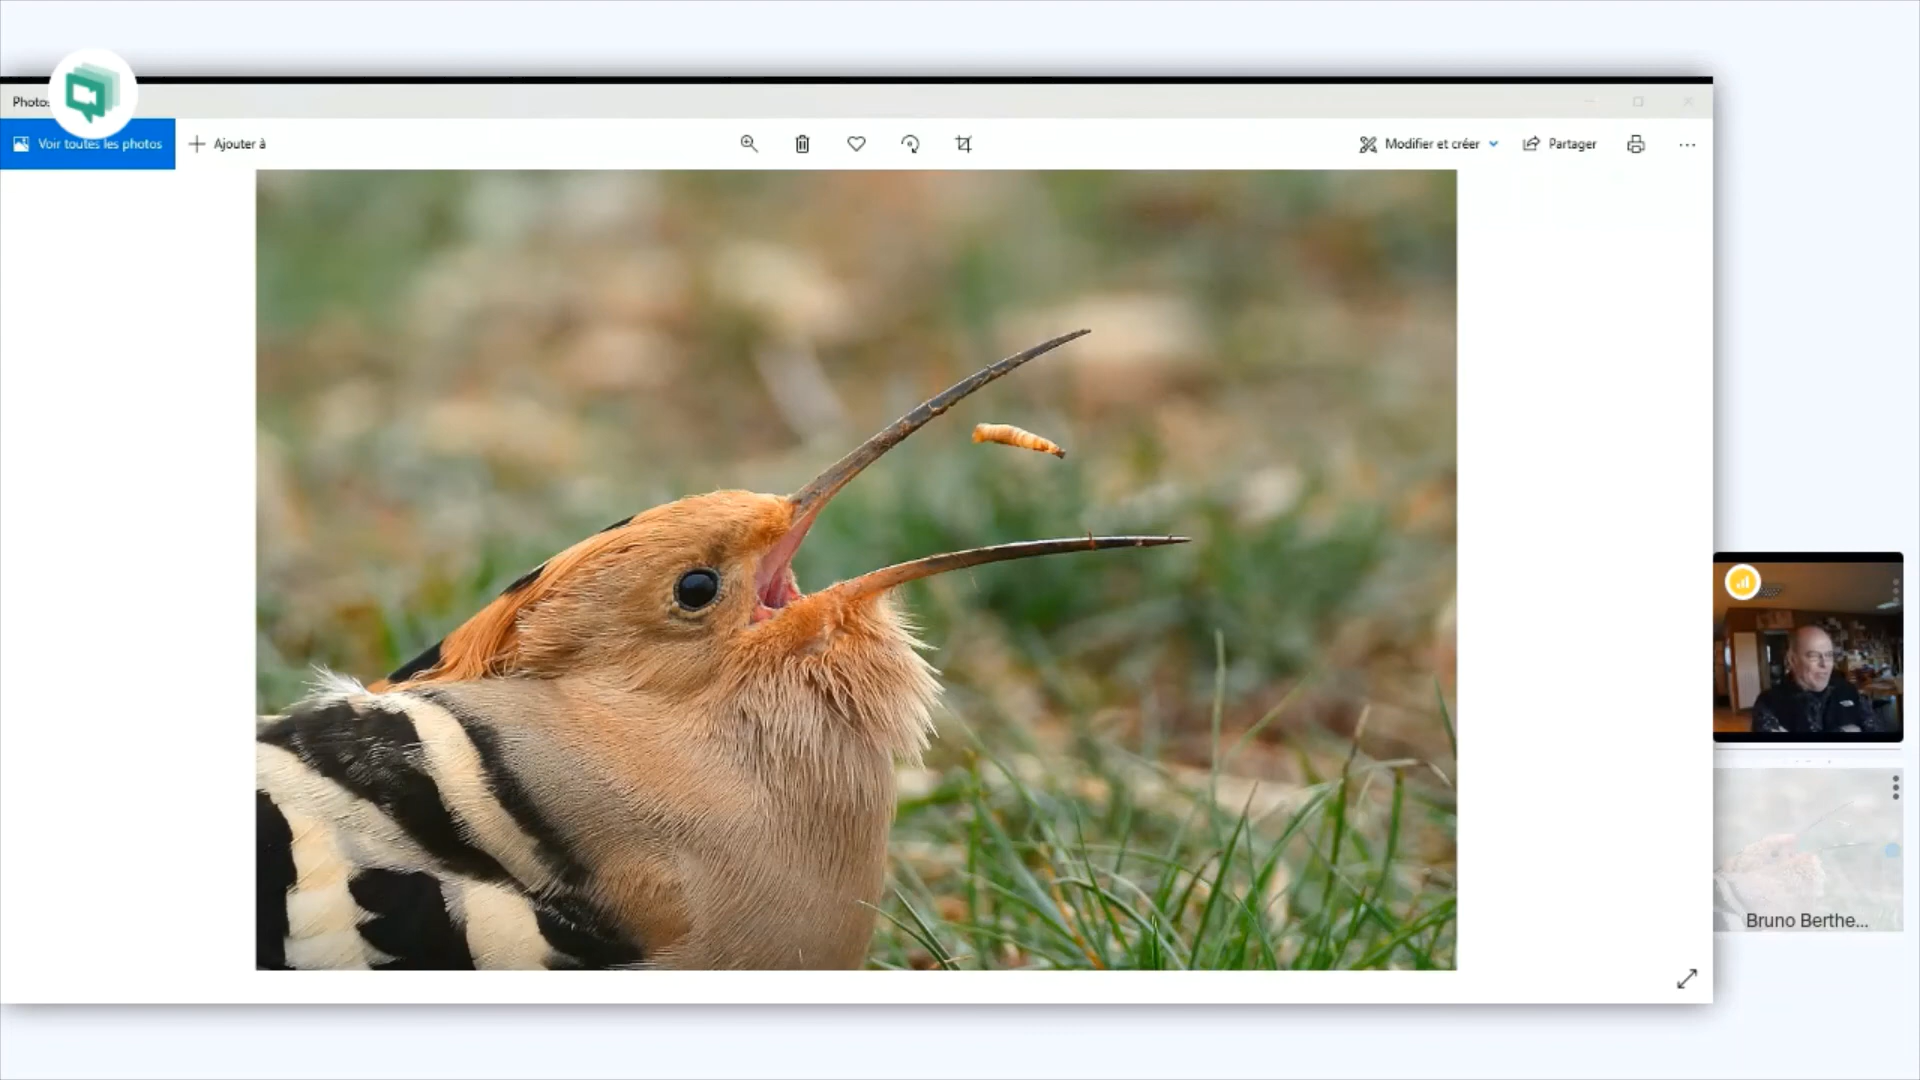 Photos
Voir toutes les photos
Ajouter à
Modifier et créer
Partager
Bruno Berthe...